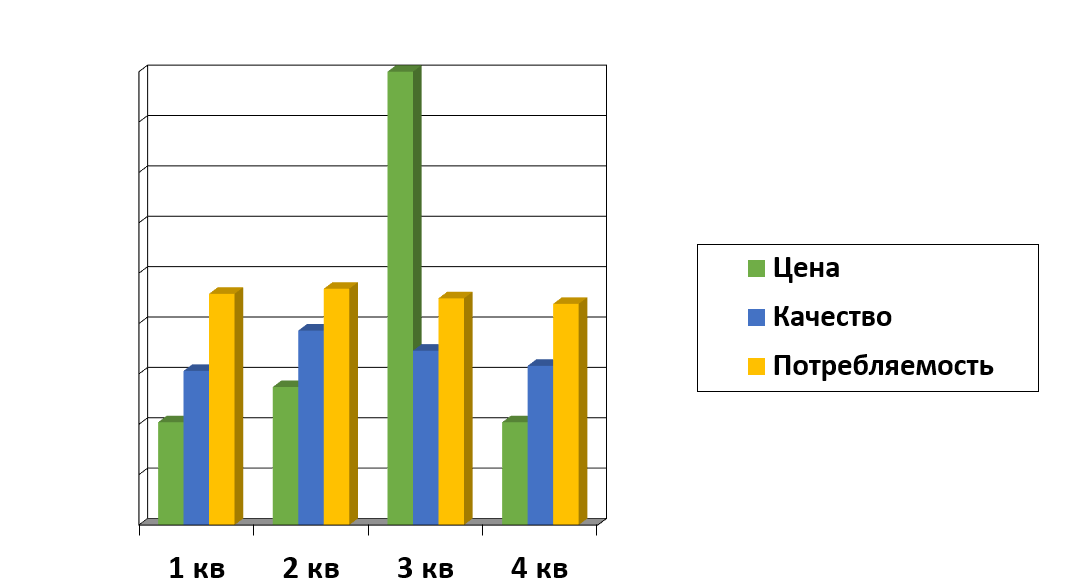 Цена
Качество
Потребляемость
1 кв 2 кв 3 кв 4 кв